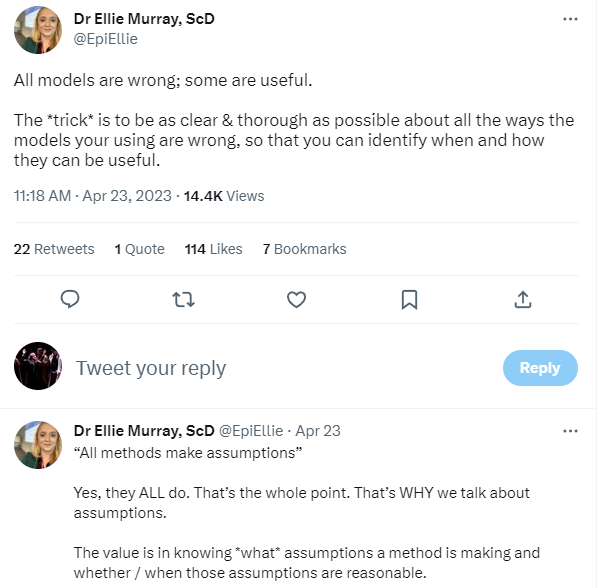 Dr Ellie Murray, ScD
@EpiEllie
All models are wrong; some are useful.
The *trick* is to be as clear & thorough as possible about all the ways the
models your using are wrong, so that you can identify when and how
they can be useful.
11:18 AM · Apr 23, 2023 · 14.4K Views
22 Retweets 1 Quote 114 Likes 7 Bookmarks
Tweet your reply
Reply
Dr Ellie Murray, ScD @EpiEllie · Apr 23
“All methods make assumptions”
Yes, they ALL do. That’s the whole point. That’s WHY we talk about
assumptions.
The value is in knowing *what* assumptions a method is making and
whether / when those assumptions are reasonable.